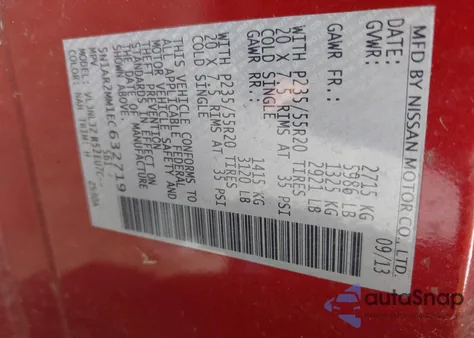 MFD BY NISSAN MOTOR CO., LTD.
DATE: 09/13
GVWR: 2715 KG
5986 LB
GAWR FR.: 1325 KG
2921 LB
WITH P235/55R20 TIRES
20 X 7.5 RIMS AT 35 PSI
COLD SINGLE
GAWR RR.: 1415 KG
3120 LB
WITH P235/55R20 TIRES
20 X 7.5 RIMS AT 35 PSI
COLD SINGLE
THIS VEHICLE CONFORMS TO
ALL APPLICABLE FEDERAL
MOTOR VEHICLE SAFETY AND
THEFT PREVENTION
STANDARDS IN EFFECT ON
THE DATE OF MANUFACTURE
SHOWN ABOVE.
5N1AR2MM1EC632719
MPV
MODEL:
COLOR: NAH TRIM: H
autoSnap